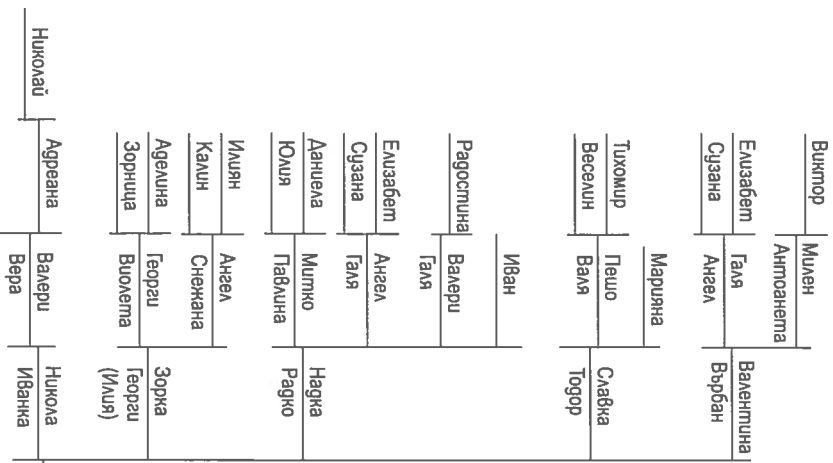 Виктор
Милен
Антоанета
Елизабет
Сузана
Галя
Ангел
Валентина
Върбан
Марияна
Тихомир
Веселин
Пешо
Валя
Славка
Тодор
Иван
Радостина
Валери
Галя
Елизабет
Сузана
Ангел
Галя
Даниела
Юлия
Митко
Павлина
Надка
Радко
Илиян
Калин
Ангел
Снежана
Аделина
Зорница
Георги
Виолета
Зорка
Георги
(Илия)
Николай
Адреана
Валери
Вера
Никола
Иванка